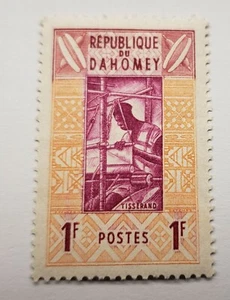 RÉPUBLIQUE
DU
DAHOMEY
TISSERAND
1F POSTES 1F